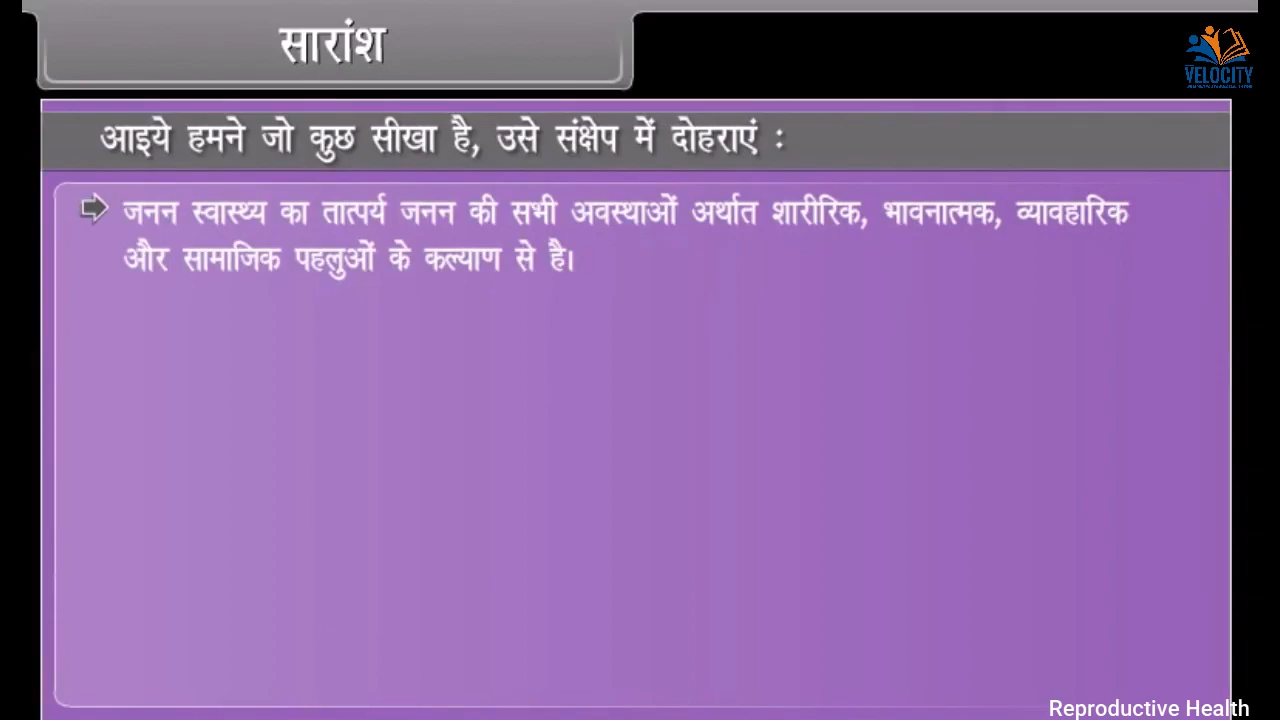 सारांश
VELOCITY
आइये हमने जो कुछ सीखा है, उसे संक्षेप में दोहराएं :
जनन स्वास्थ्य का तात्पर्य जनन की सभी अवस्थाओं अर्थात शारीरिक, भावनात्मक, व्यावहारिक
और सामाजिक पहलुओं के कल्याण से है।
Reproductive Health